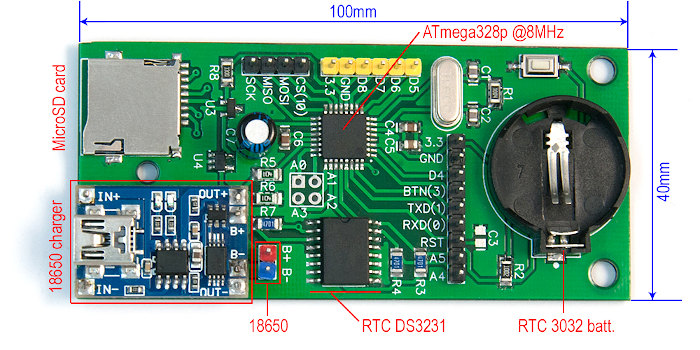 100mm
ATmega328p @8MHz
MicroSD card
R8
SCK
MISO
MOSI
CS(10)
3.3
GND
D8
D7
D6
D5
C1
R1
C2
U3
C7
C6
C4
C5
U4
R5
R6
R7
A0
A1
A2
A3
3.3
GND
D4
BTN(3)
TXD(1)
RXD(0)
RST
A5
A4
C3
R2
R4
R3
40mm
18650 charger
IN+
OUT+
B+
B-
IN-
OUT-
B+
B-
18650
RTC DS3231
RTC 3032 batt.